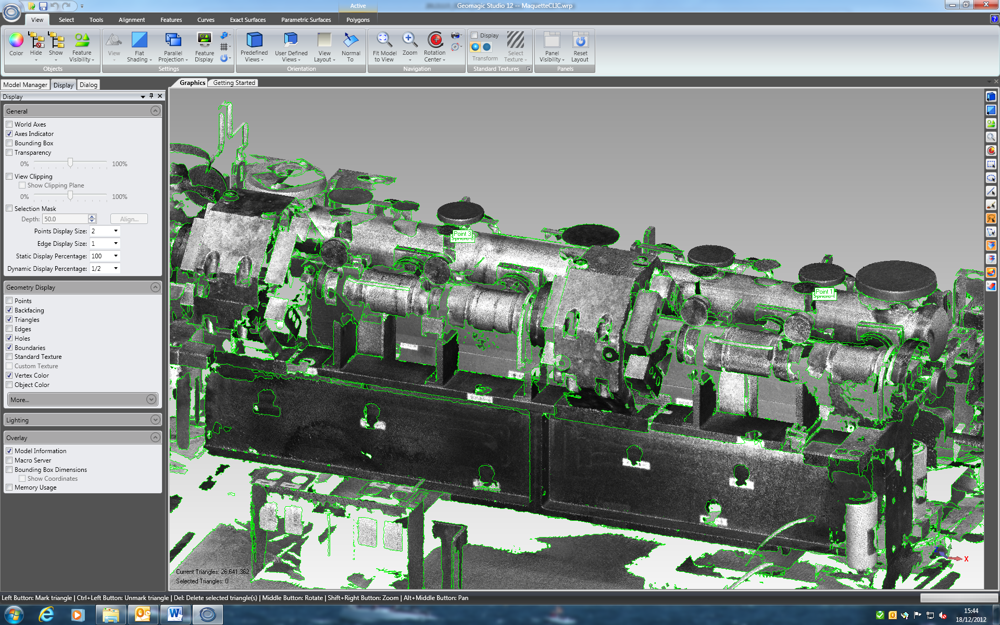 Active
Geomagic Studio 12 -- MaquetteCLIC.wrp
View Select Tools Alignment Features Curves Exact Surfaces Parametric Surfaces Polygons
Color Hide Show Feature Visibility
Objects
View Flat Shading Parallel Projection Feature Display
Settings
Predefined Views User Defined Views View Layout Normal To
Orientation
Fit Model to View Zoom Rotation Center
Navigation
Display
Transform Select Texture
Standard Textures
Panel Visibility Reset Layout
Panels
Model Manager Display Dialog
Graphics Getting Started
Display
General
World Axes
Axes Indicator
Bounding Box
Transparency
0% 100%
View Clipping
Show Clipping Plane
0% 100%
Selection Mask
Depth: 50.0 Align...
Points Display Size: 2
Edge Display Size: 1
Static Display Percentage: 100
Dynamic Display Percentage: 1/2
Geometry Display
Points
Backfacing
Triangles
Edges
Holes
Boundaries
Standard Texture
Custom Texture
Vertex Color
Object Color
More...
Lighting
Overlay
Model Information
Macro Server
Bounding Box Dimensions
Show Coordinates
Memory Usage
Point 3
Point 1
Z
X
Current Triangles: 26,641,362
Selected Triangles: 0
Left Button: Mark triangle | Ctrl+Left Button: Unmark triangle | Del: Delete selected triangle(s) | Middle Button: Rotate | Shift+Right Button: Zoom | Alt+Middle Button: Pan
15:44
18/12/2012